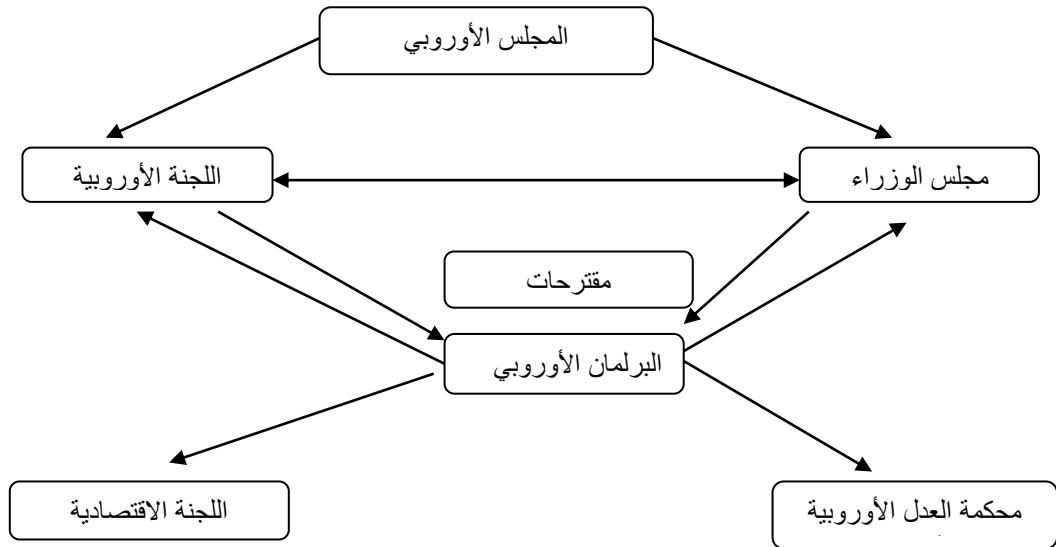 المجلس الأوروبي
اللجنة الأوروبية
مجلس الوزراء
مقترحات
البرلمان الأوروبي
اللجنة الاقتصادية
محكمة العدل الأوروبية